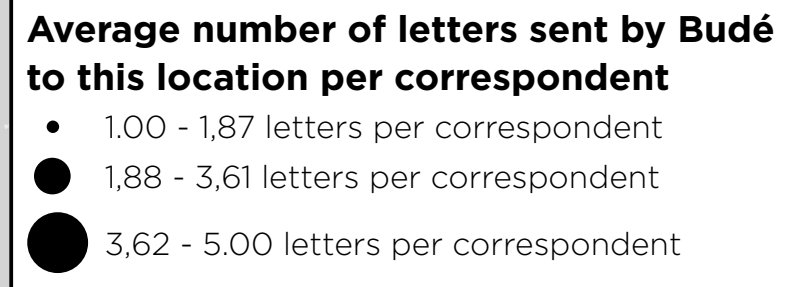 Average number of letters sent by Budé
to this location per correspondent
1.00 - 1,87 letters per correspondent
1,88 - 3,61 letters per correspondent
3,62 - 5.00 letters per correspondent